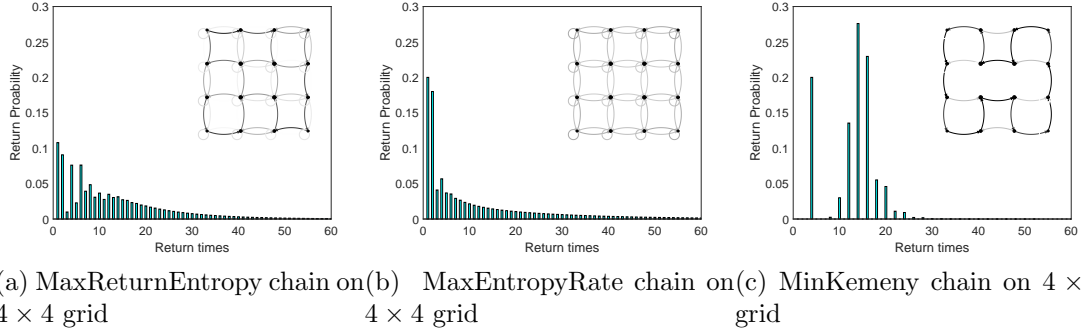 0.3
0.25
0.2
0.15
0.1
0.05
0
Return Proability
0 10 20 30 40 50 60
Return times
0.3
0.25
0.2
0.15
0.1
0.05
0
Return Proability
0 10 20 30 40 50 60
Return times
0.3
0.25
0.2
0.15
0.1
0.05
0
Return Proability
0 10 20 30 40 50 60
Return times
(a) MaxReturnEntropy chain on
4 × 4 grid
(b) MaxEntropyRate chain on
4 × 4 grid
(c) MinKemeny chain on 4 ×
grid